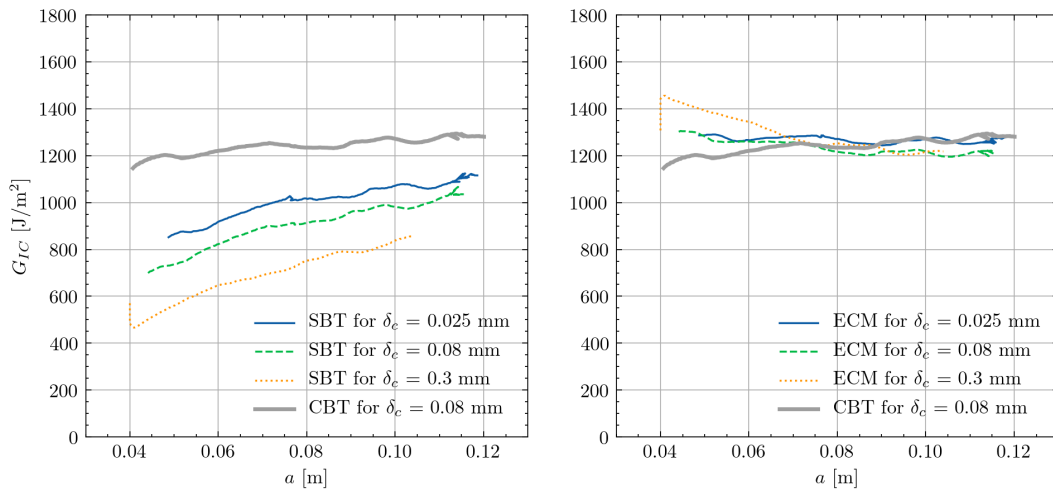 1800
1600
1400
1200
1000
800
600
400
200
0
G_IC [J/m²]
0.04 0.06 0.08 0.10 0.12
a [m]
SBT for δ_c = 0.025 mm
SBT for δ_c = 0.08 mm
SBT for δ_c = 0.3 mm
CBT for δ_c = 0.08 mm
1800
1600
1400
1200
1000
800
600
400
200
0
0.04 0.06 0.08 0.10 0.12
a [m]
ECM for δ_c = 0.025 mm
ECM for δ_c = 0.08 mm
ECM for δ_c = 0.3 mm
CBT for δ_c = 0.08 mm